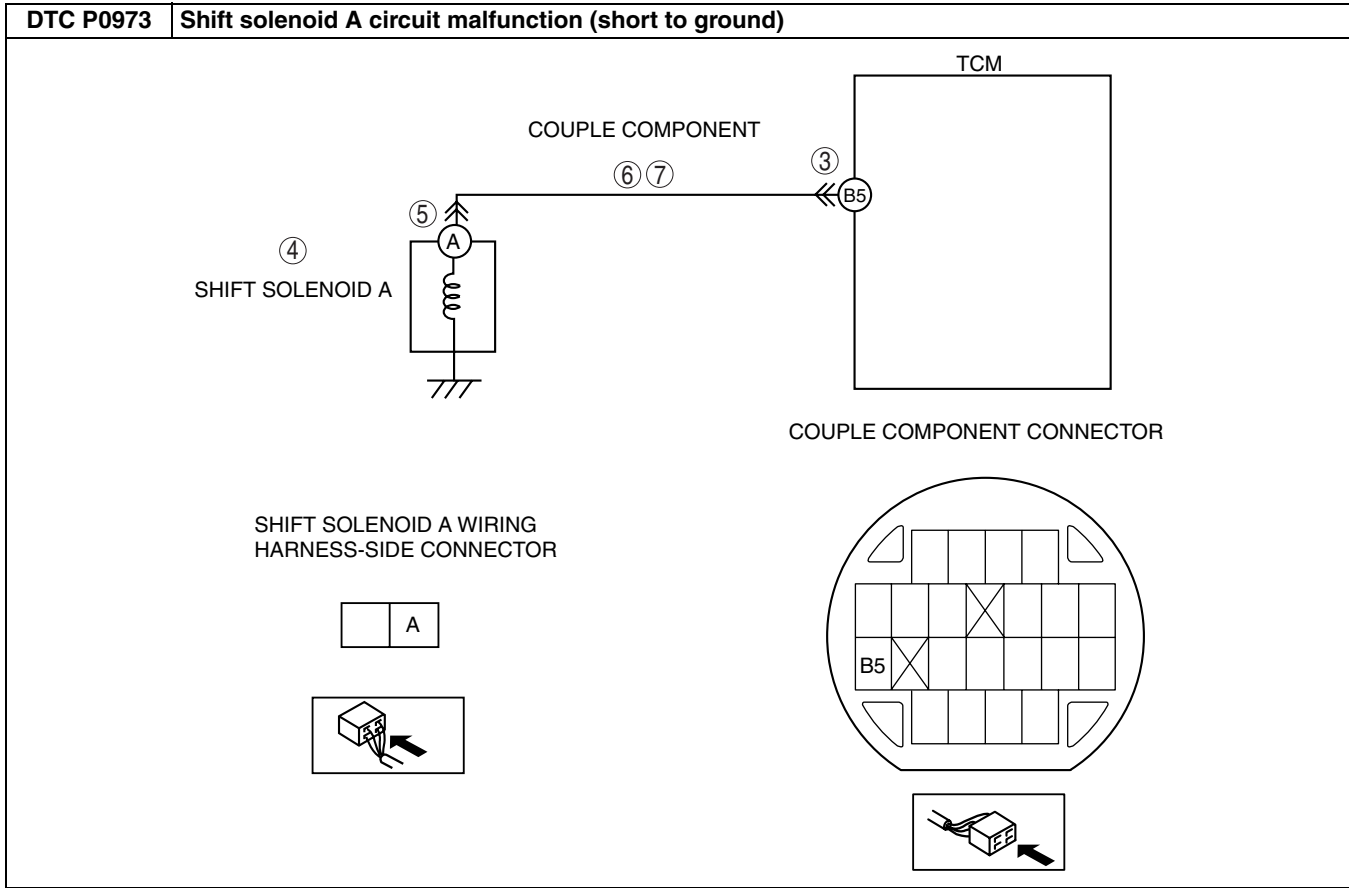 DTC P0973 Shift solenoid A circuit malfunction (short to ground)
TCM
COUPLE COMPONENT
⑥⑦
③
B5
⑤
A
④
SHIFT SOLENOID A
COUPLE COMPONENT CONNECTOR
SHIFT SOLENOID A WIRING
HARNESS-SIDE CONNECTOR
A
B5